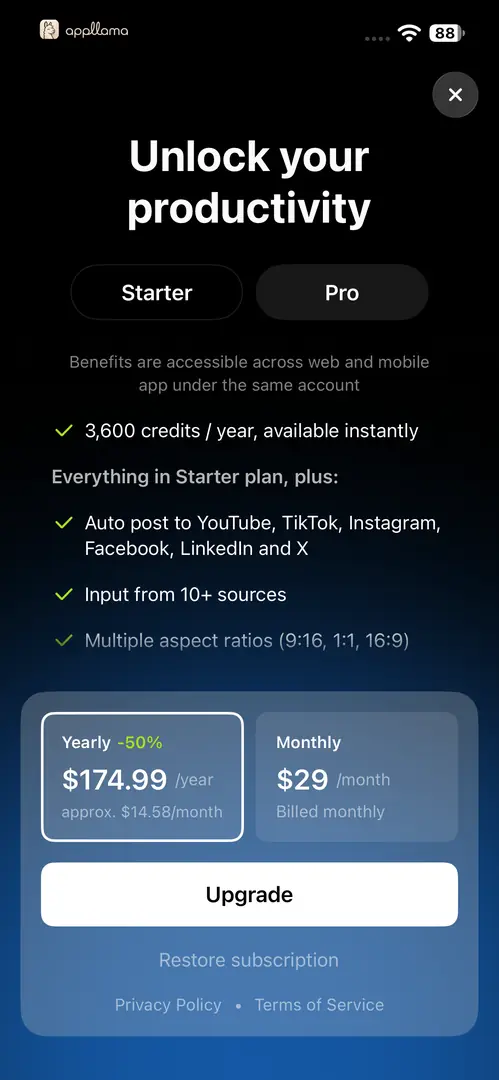 appllama
88
Unlock your
productivity
Starter
Pro
Benefits are accessible across web and mobile
app under the same account
3,600 credits / year, available instantly
Everything in Starter plan, plus:
Auto post to YouTube, TikTok, Instagram,
Facebook, LinkedIn and X
Input from 10+ sources
Multiple aspect ratios (9:16, 1:1, 16:9)
Yearly -50%
$174.99 /year
approx. $14.58/month
Monthly
$29 /month
Billed monthly
Upgrade
Restore subscription
Privacy Policy • Terms of Service